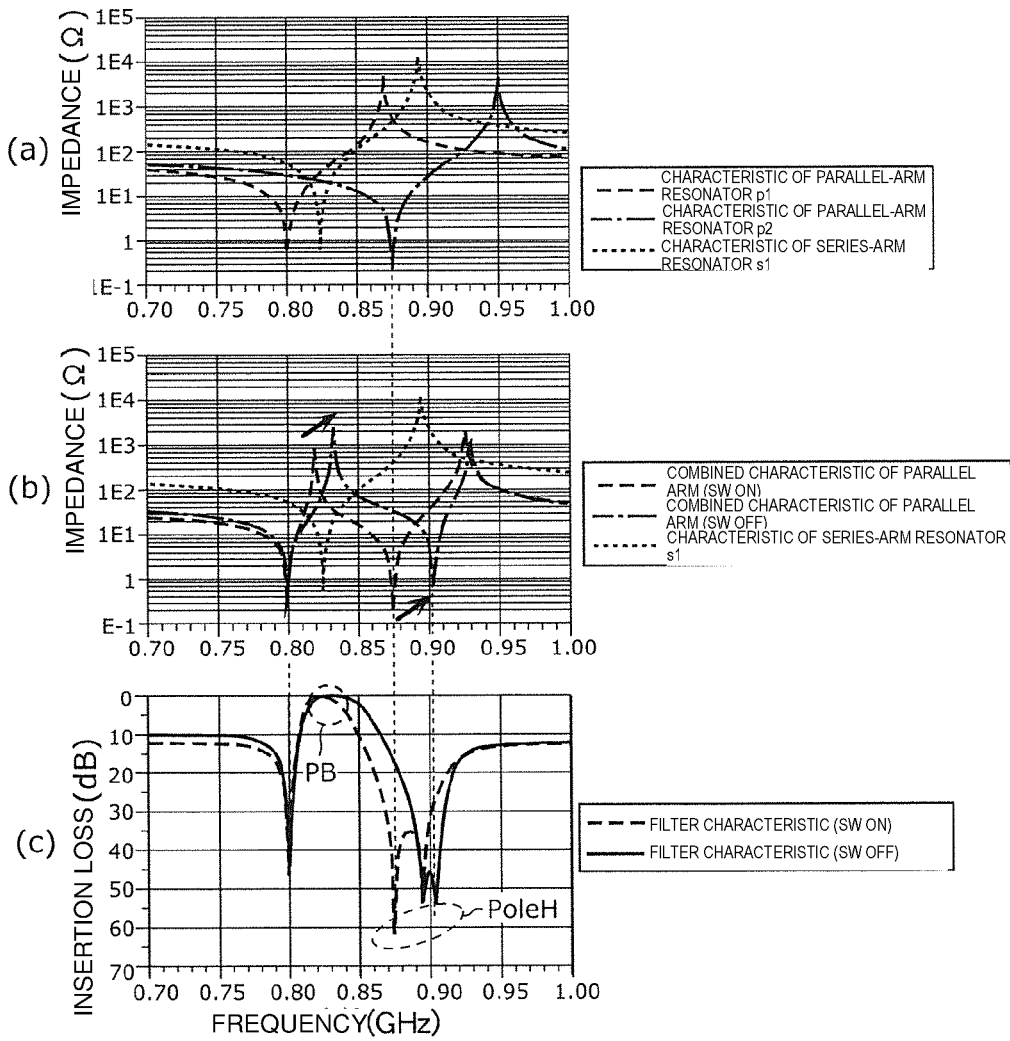 (a)
IMPEDANCE (Ω)
1E5
1E4
1E3
1E2
1E1
1
1E-1
0.70 0.75 0.80 0.85 0.90 0.95 1.00
CHARACTERISTIC OF PARALLEL-ARM
RESONATOR p1
CHARACTERISTIC OF PARALLEL-ARM
RESONATOR p2
CHARACTERISTIC OF SERIES-ARM
RESONATOR s1
(b)
IMPEDANCE (Ω)
1E5
1E4
1E3
1E2
1E1
1
E-1
0.70 0.75 0.80 0.85 0.90 0.95 1.00
COMBINED CHARACTERISTIC OF PARALLEL
ARM (SW ON)
COMBINED CHARACTERISTIC OF PARALLEL
ARM (SW OFF)
CHARACTERISTIC OF SERIES-ARM RESONATOR
s1
(c)
INSERTION LOSS (dB)
0
10
20
30
40
50
60
70
PB
PoleH
0.70 0.75 0.80 0.85 0.90 0.95 1.00
FREQUENCY(GHz)
FILTER CHARACTERISTIC (SW ON)
FILTER CHARACTERISTIC (SW OFF)